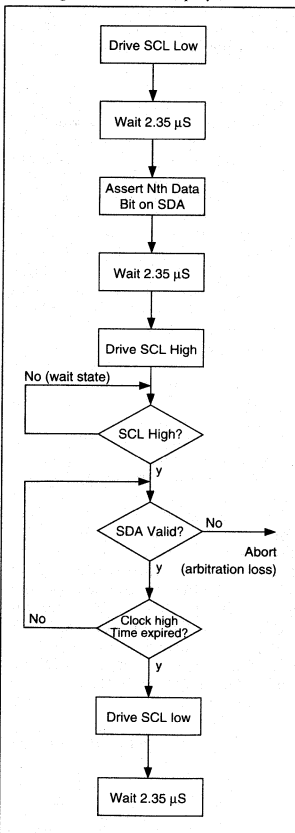 Drive SCL Low
Wait 2.35 μS
Assert Nth Data
Bit on SDA
Wait 2.35 μS
Drive SCL High
No (wait state)
SCL High?
y
SDA Valid?
No
Abort
(arbitration loss)
y
Clock high
Time expired?
No
y
Drive SCL low
Wait 2.35 μS